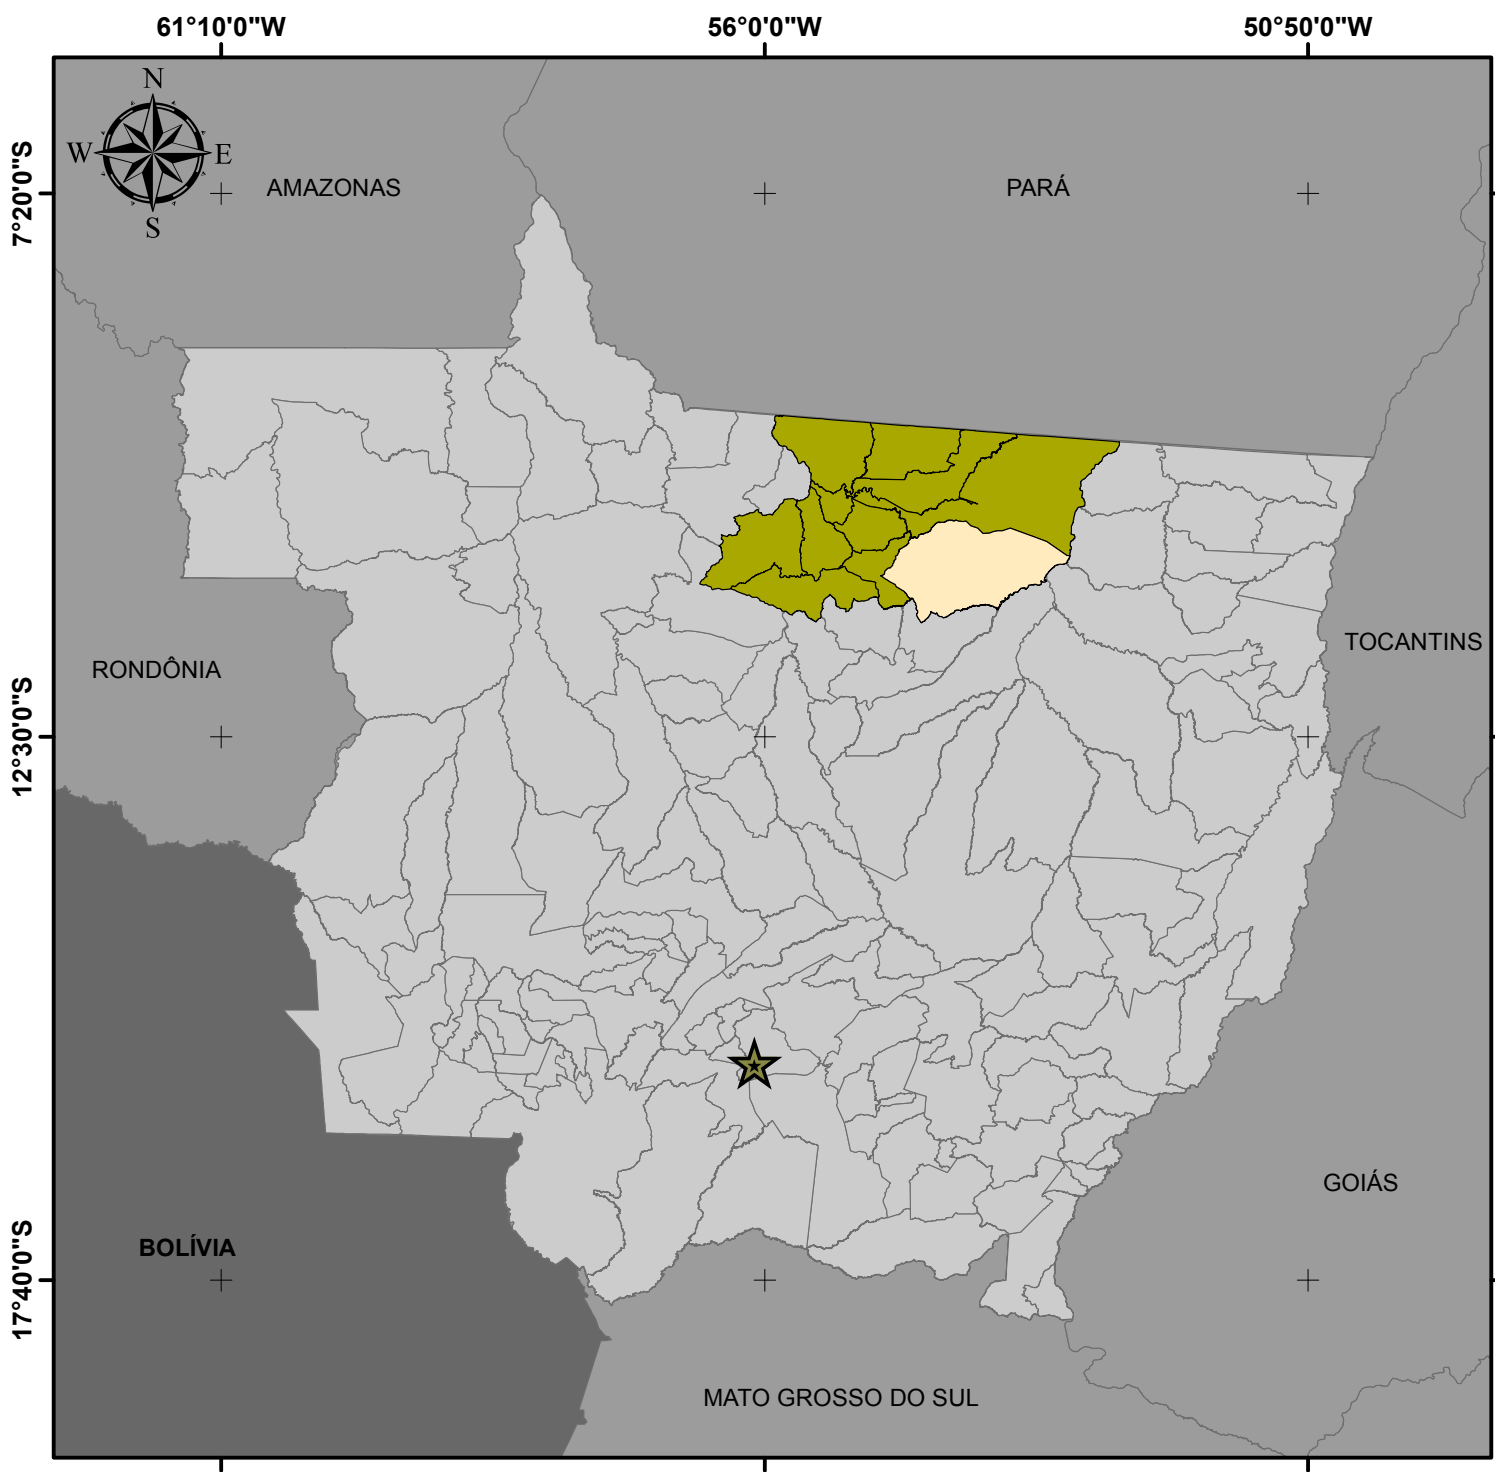 61°10'0"W 56°0'0"W 50°50'0"W
N
W E
S
7°20'0"S
AMAZONAS
PARÁ
RONDÔNIA
TOCANTINS
12°30'0"S
GOIÁS
BOLÍVIA
17°40'0"S
MATO GROSSO DO SUL